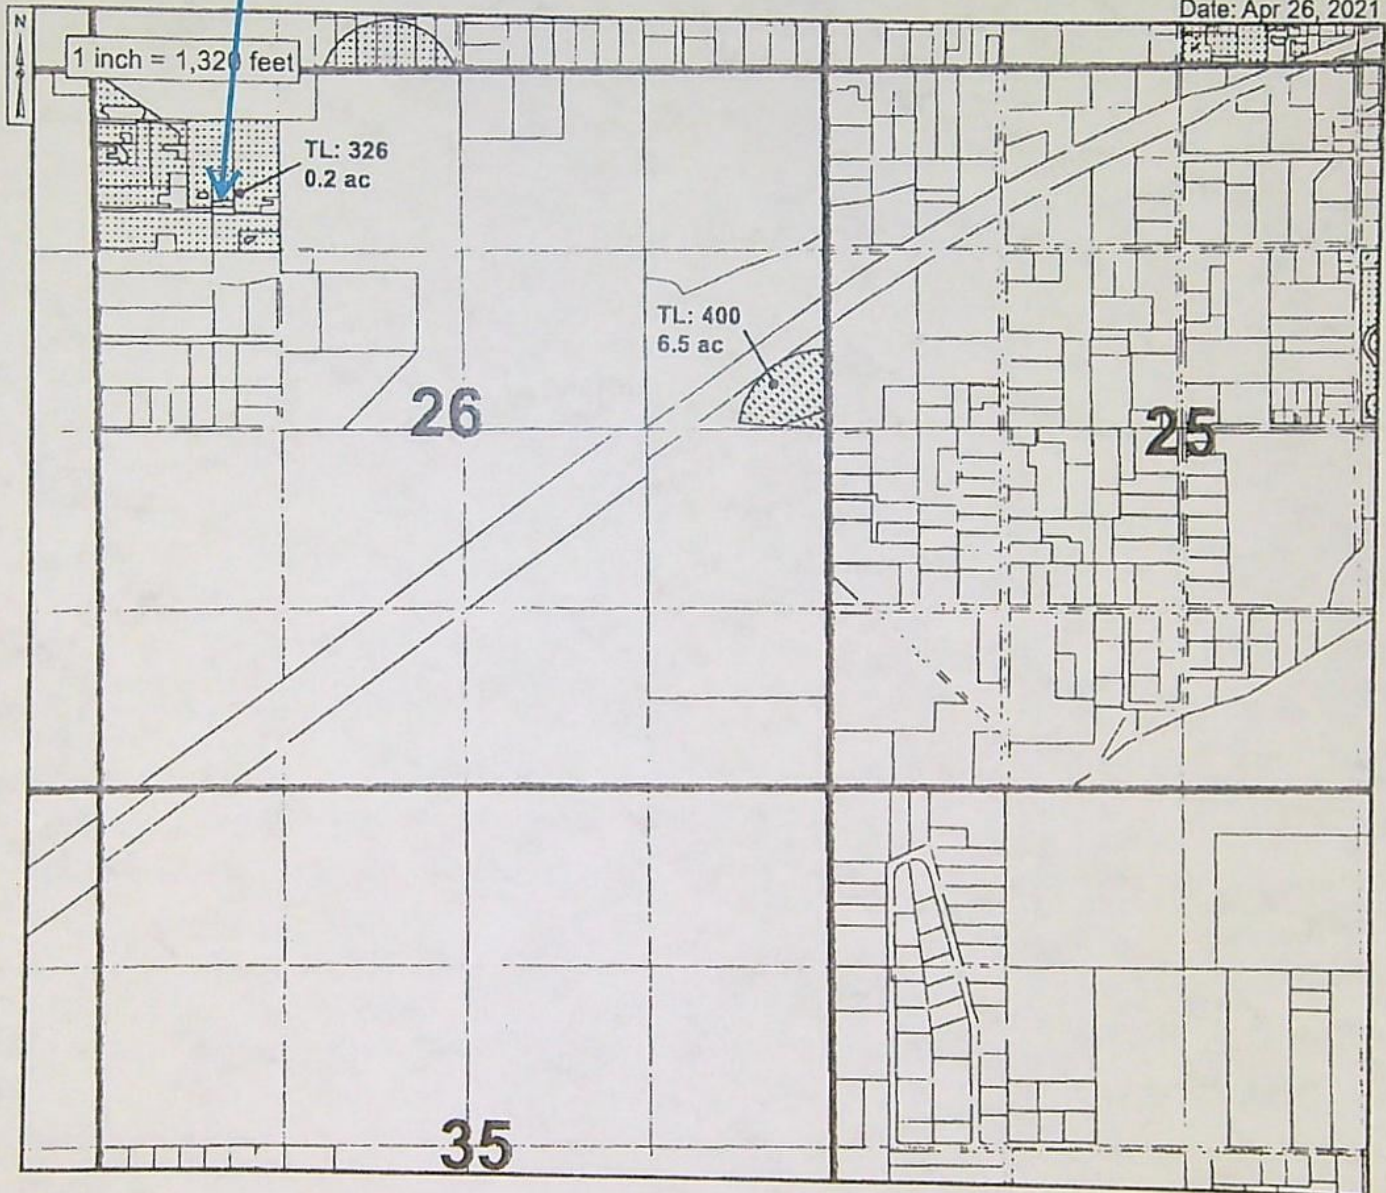 Date: Apr 26, 2021
N
1 inch = 1,320 feet
TL: 326
0.2 ac
TL: 400
6.5 ac
26
25
35